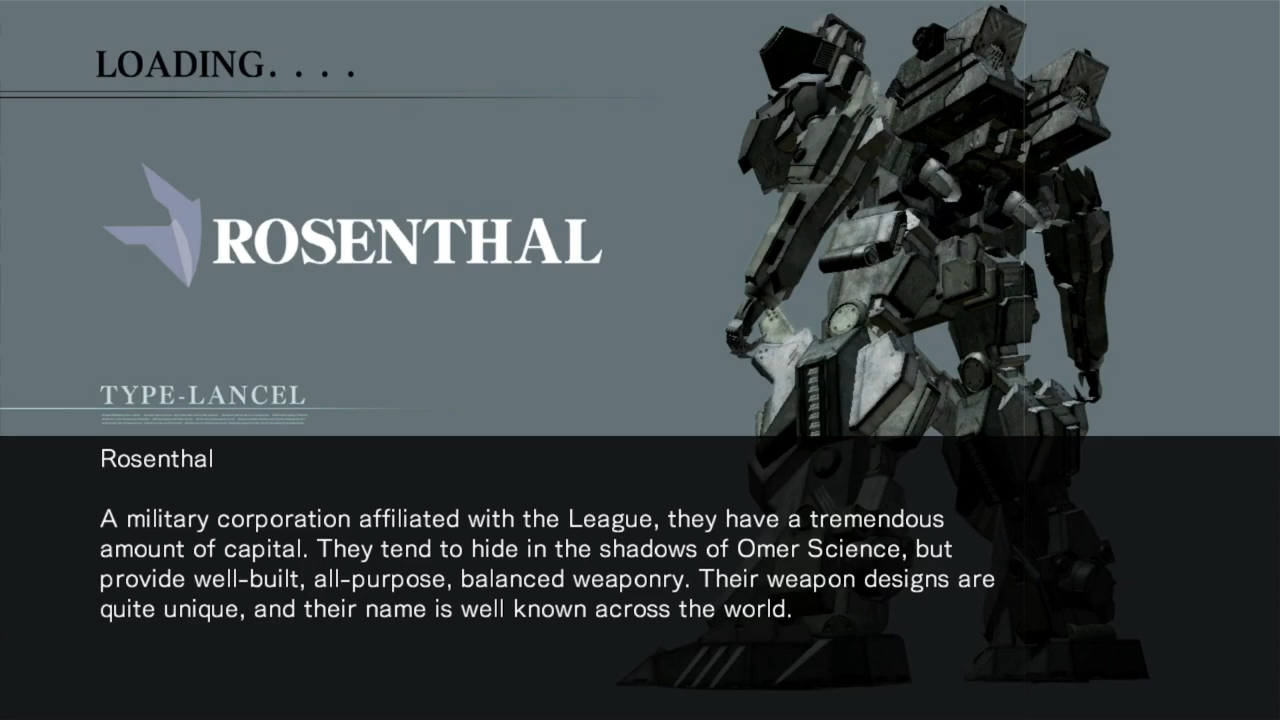 LOADING. . . .
ROSENTHAL
TYPE-LANCEL
Rosenthal
A military corporation affiliated with the League, they have a tremendous
amount of capital. They tend to hide in the shadows of Omer Science, but
provide well-built, all-purpose, balanced weaponry. Their weapon designs are
quite unique, and their name is well known across the world.